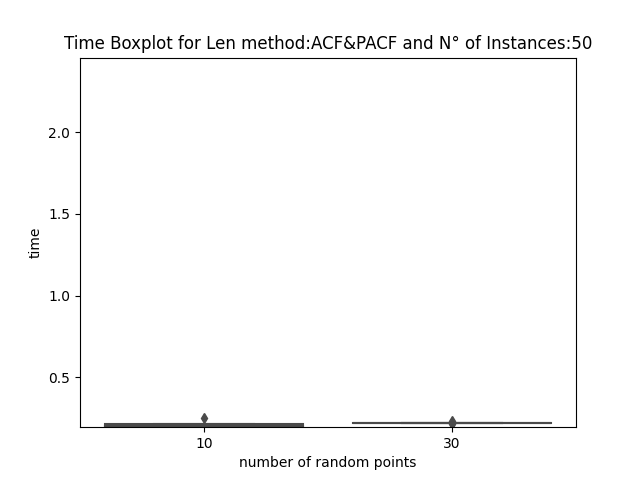 Time Boxplot for Len method:ACF&PACF and N° of Instances:50
2.0
1.5
time
1.0
0.5
10
30
number of random points